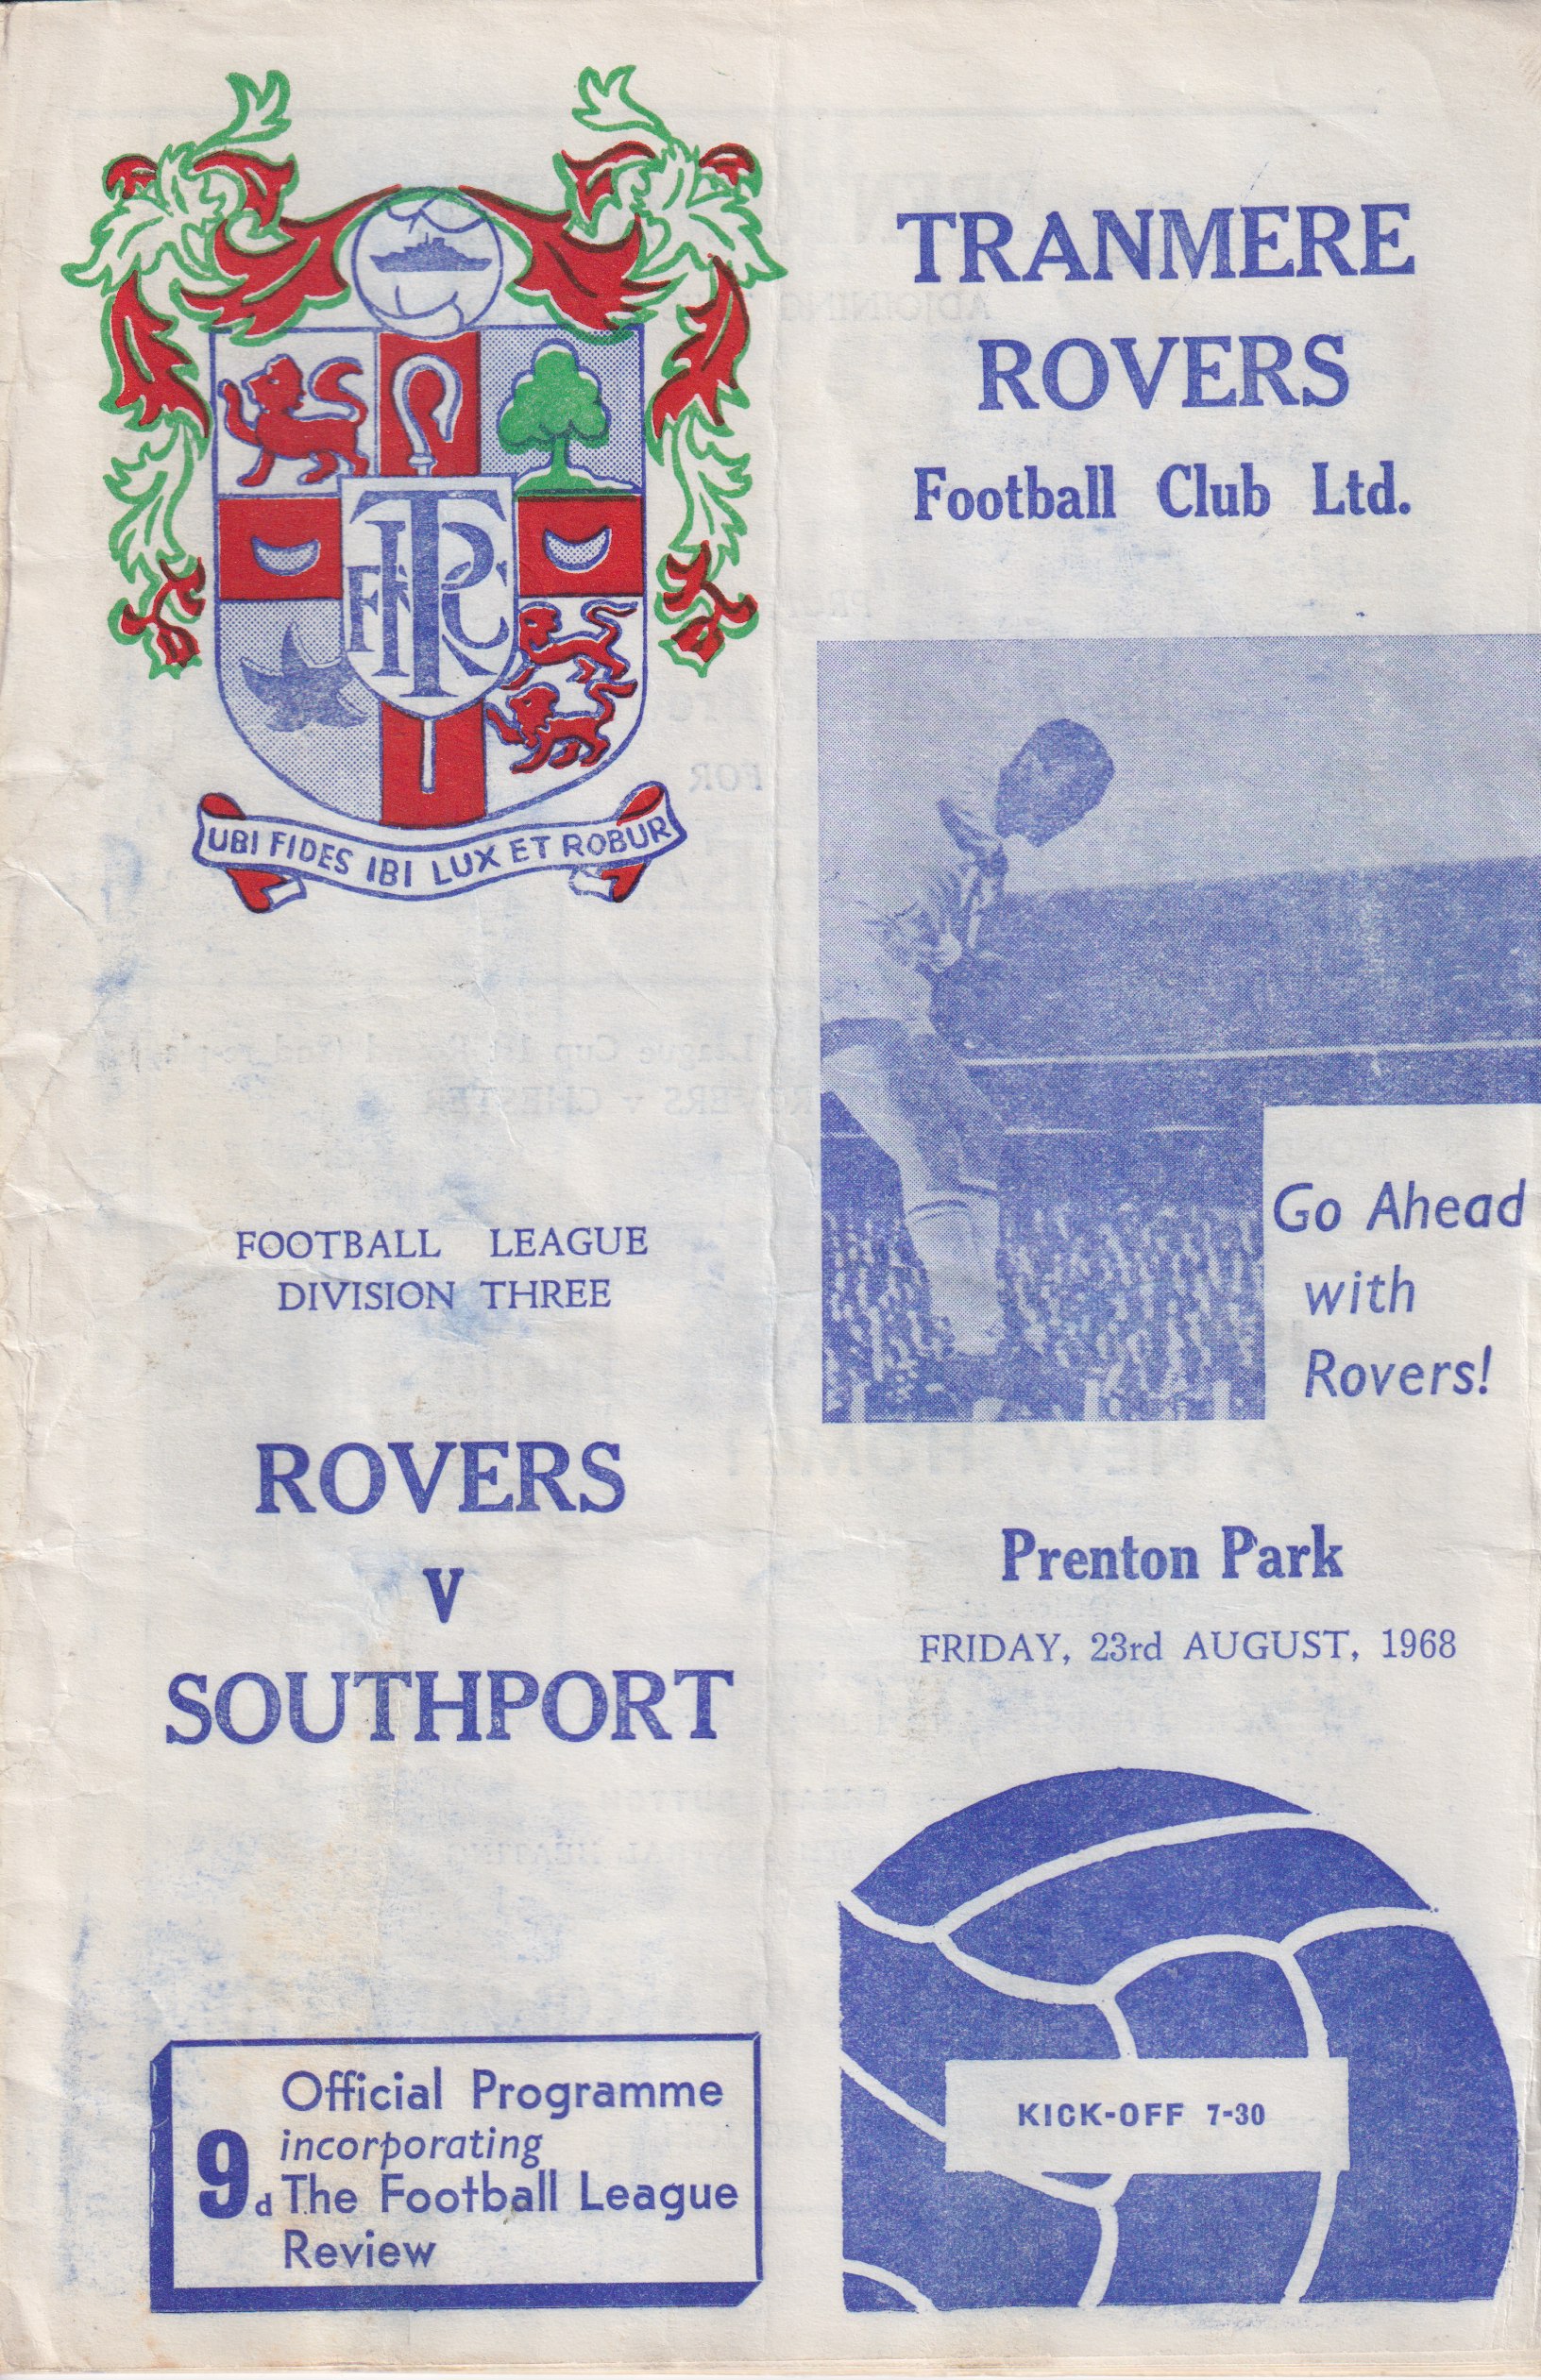 UBI FIDES IBI LUX ET ROBUR
TRFC
FOOTBALL LEAGUE
DIVISION THREE
ROVERS
V
SOUTHPORT
9d
Official Programme
incorporating
The Football League
Review
TRANMERE
ROVERS
Football Club Ltd.
Go Ahead
with
Rovers!
Prenton Park
FRIDAY, 23rd AUGUST, 1968
KICK-OFF 7-30